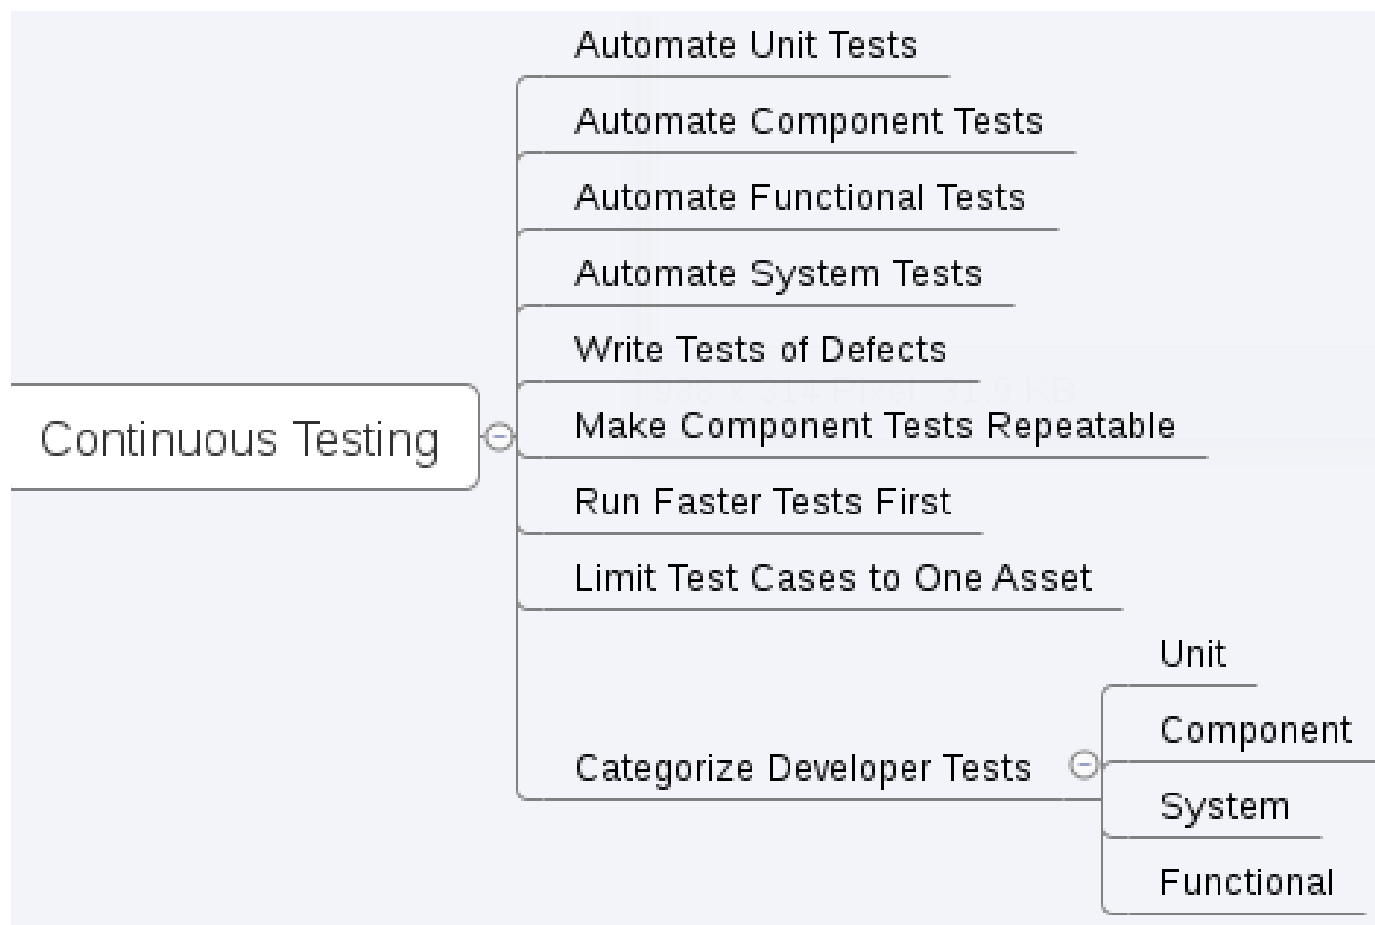 Automate Unit Tests
Automate Component Tests
Automate Functional Tests
Automate System Tests
Write Tests of Defects
Continuous Testing
Make Component Tests Repeatable
Run Faster Tests First
Limit Test Cases to One Asset
Categorize Developer Tests
Unit
Component
System
Functional